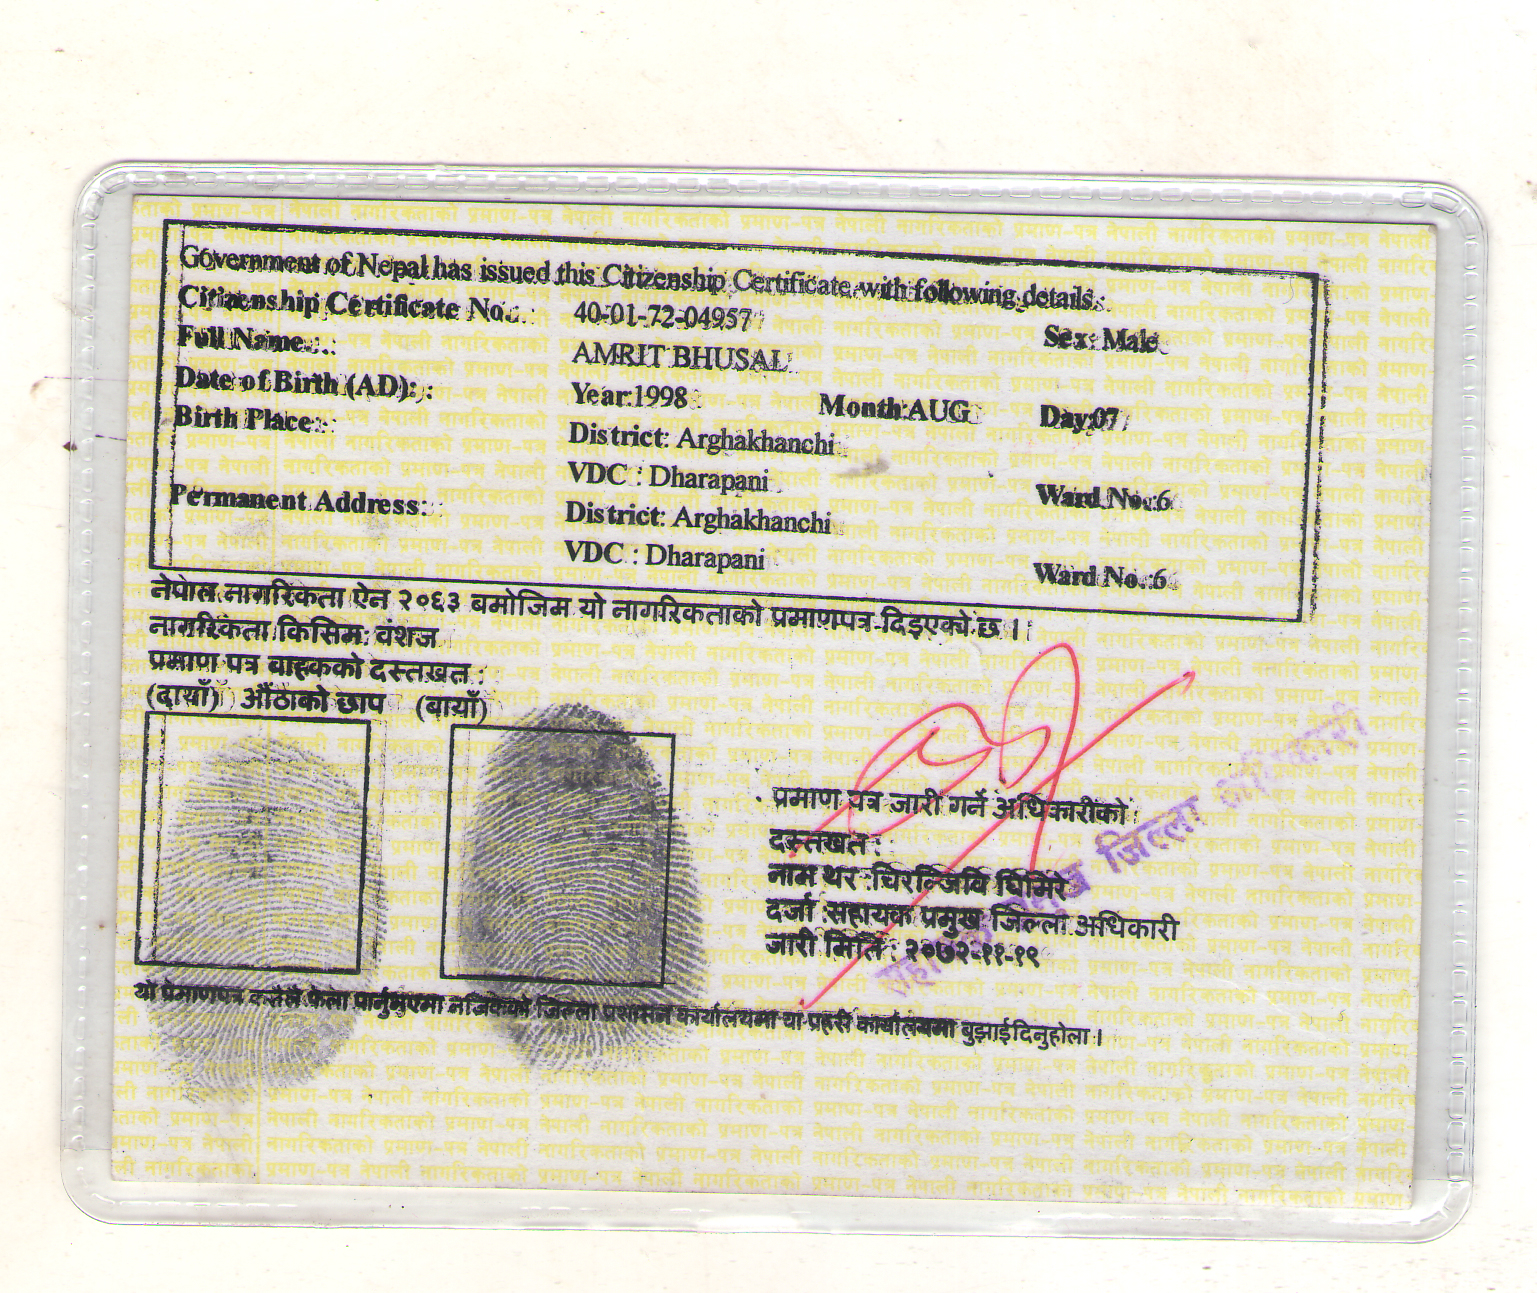 Government of Nepal has issued this Citizenship Certificate with following details.:
Citizenship Certificate No.: 40-01-72-04957 Sex: Male
Full Name.: AMRIT BHUSAL
Date of Birth (AD): Year:1998 Month:AUG Day:07
Birth Place: District: Arghakhanchi
VDC : Dharapani Ward No.:6
Permanent Address: District: Arghakhanchi
VDC : Dharapani Ward No.:6
नेपाल नागरिकता ऐन २०६३ बमोजिम यो नागरिकताको प्रमाणपत्र दिइएको छ ।
नागरिकता किसिम: वंशज
प्रमाण पत्र बाहकको दस्तखत :
(दायाँ) औंठाको छाप (बायाँ)
प्रमाण पत्र जारी गर्ने अधिकारीको
दस्तखत :
नाम थर :चिरन्जिवि घिमिरे
दर्जा :सहायक प्रमुख जिल्ला अधिकारी
जारी मिति : २०७२-११-१९
यो प्रमाणपत्र कसैले फेला पार्नुभएमा नजिकको जिल्ला प्रशासन कार्यालयमा वा प्रहरी कार्यालयमा बुझाईदिनुहोला ।
जिल्ला